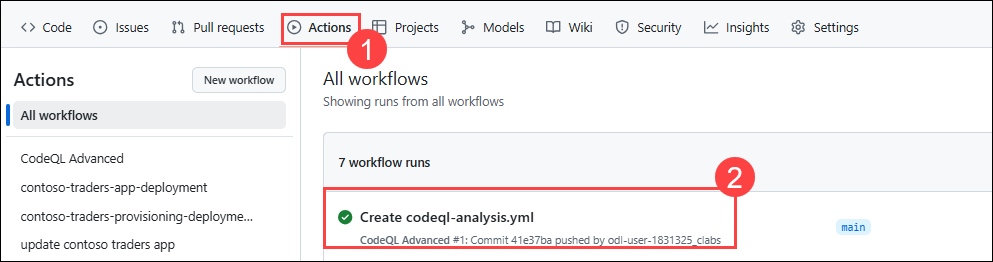 Code Issues Pull requests Actions Projects Models Wiki Security Insights Settings
1
Actions New workflow
All workflows
CodeQL Advanced
contoso-traders-app-deployment
contoso-traders-provisioning-deployme...
update contoso traders app
All workflows
Showing runs from all workflows
7 workflow runs
2
Create codeql-analysis.yml
CodeQL Advanced #1: Commit 41e37ba pushed by odl-user-1831325_clabs
main